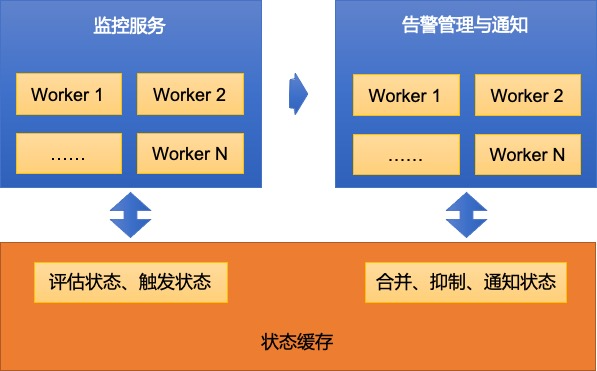 监控服务
Worker 1
Worker 2
……
Worker N
告警管理与通知
Worker 1
Worker 2
……
Worker N
评估状态、触发状态
合并、抑制、通知状态
状态缓存